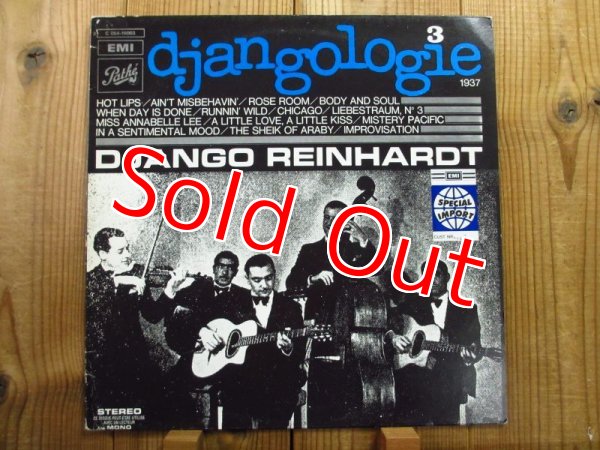 C 054-16003
EMI
Pathé
djangologie
3
1937
HOT LIPS / AIN'T MISBEHAVIN' / ROSE ROOM / BODY AND SOUL
WHEN DAY IS DONE / RUNNIN' WILD / CHICAGO / LIEBESTRAUM, N° 3
MISS ANNABELLE LEE / A LITTLE LOVE, A LITTLE KISS / MISTERY PACIFIC
IN A SENTIMENTAL MOOD / THE SHEIK OF ARABY / IMPROVISATION
DJANGO REINHARDT
EMI
SPECIAL
IMPORT
Sold Out
STEREO
MONO